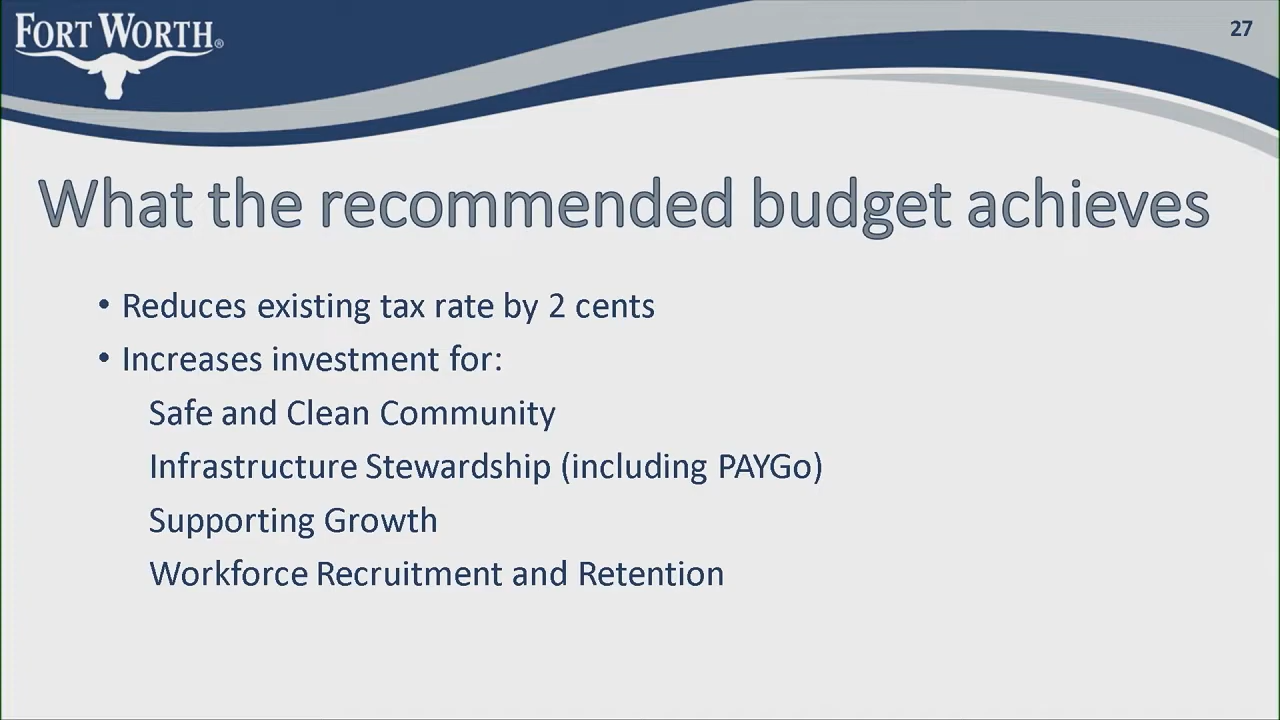 FORT WORTH®
27
What the recommended budget achieves
• Reduces existing tax rate by 2 cents
• Increases investment for:
Safe and Clean Community
Infrastructure Stewardship (including PAYGo)
Supporting Growth
Workforce Recruitment and Retention